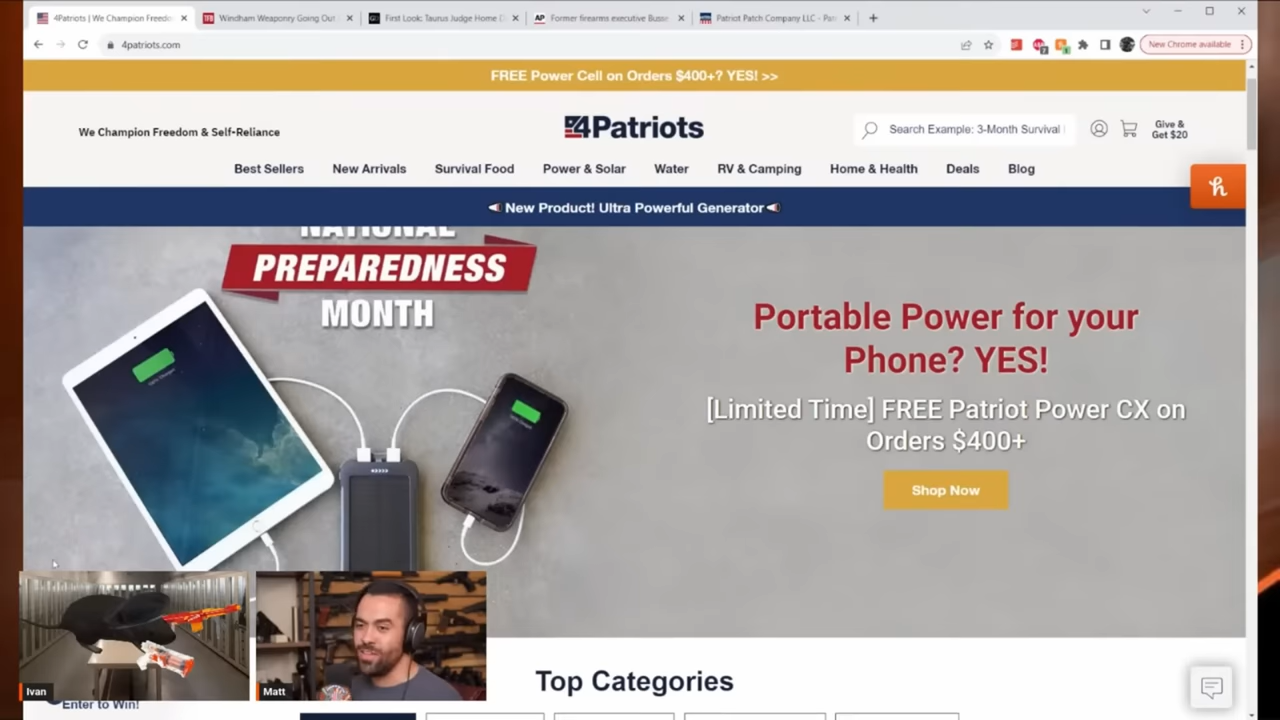 4Patriots | We Champion Freedo
Windham Weaponry Going Out
First Look: Taurus Judge Home D
AP Former firearms executive Busse
Patriot Patch Company LLC - Pat
4patriots.com
New Chrome available
FREE Power Cell on Orders $400+? YES! >>
We Champion Freedom & Self-Reliance
4Patriots
Search Example: 3-Month Survival
Give &
Get $20
Best Sellers New Arrivals Survival Food Power & Solar Water RV & Camping Home & Health Deals Blog
New Product! Ultra Powerful Generator
NATIONAL
PREPAREDNESS
MONTH
Portable Power for your
Phone? YES!
[Limited Time] FREE Patriot Power CX on
Orders $400+
Shop Now
Ivan
Matt
Enter to Win!
Top Categories